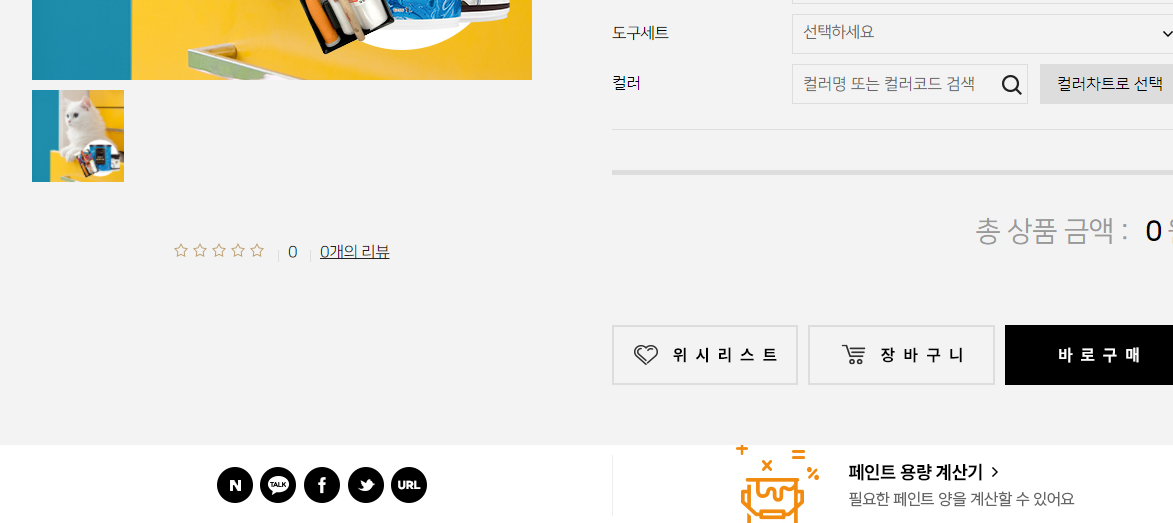 도구세트
선택하세요
컬러
컬러명 또는 컬러코드 검색
컬러차트로 선택
총 상품 금액 : 0
0
0개의 리뷰
위시리스트
장바구니
바로구매
N
TALK
f
URL
페인트 용량 계산기 >
필요한 페인트 양을 계산할 수 있어요